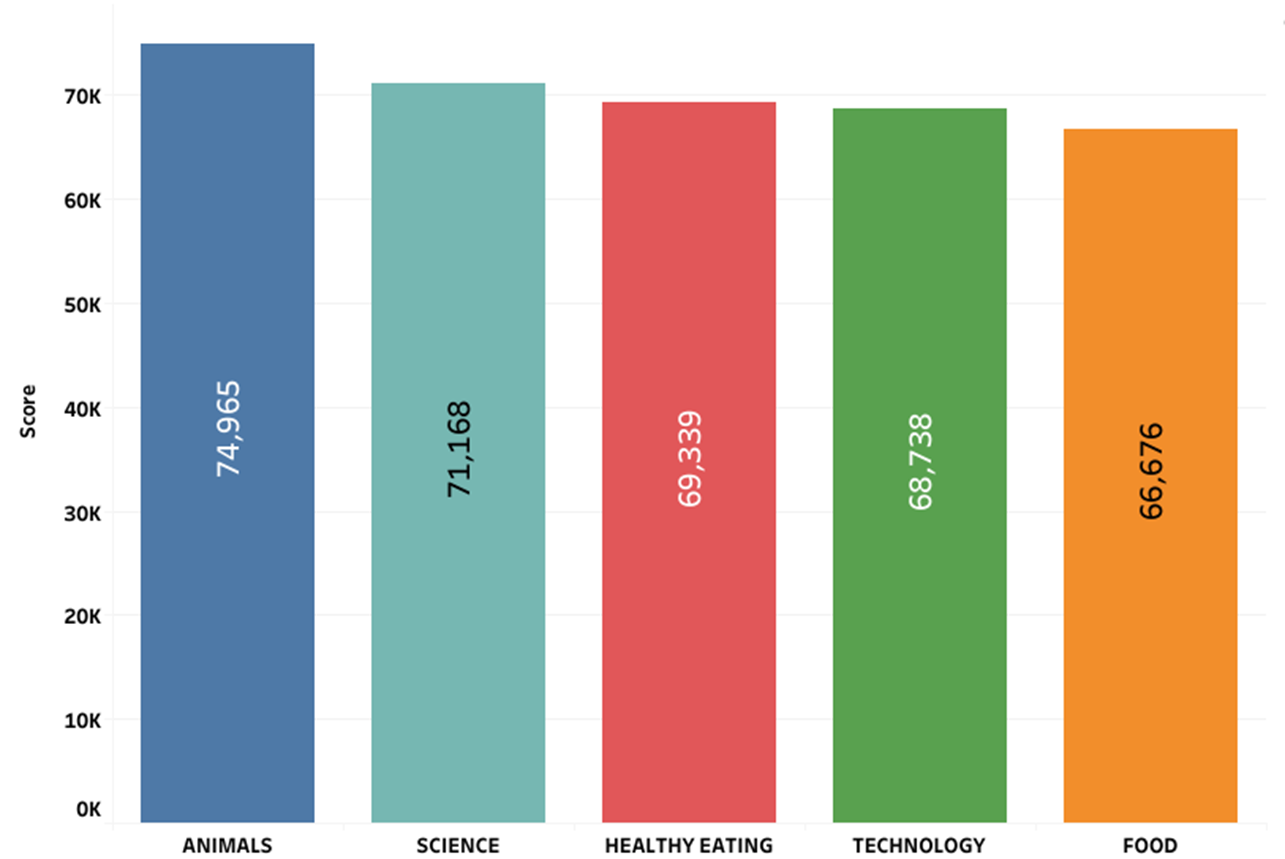 70K
60K
50K
40K
30K
20K
10K
0K
Score
74,965
71,168
69,339
68,738
66,676
ANIMALS
SCIENCE
HEALTHY EATING
TECHNOLOGY
FOOD